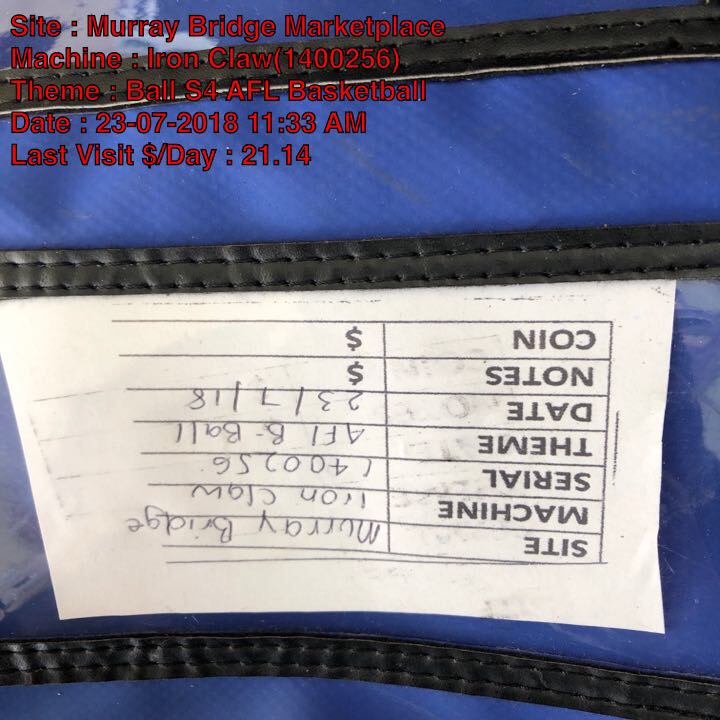 Site : Murray Bridge Marketplace
Machine : Iron Claw(1400256)
Theme : Ball S4 AFL Basketball
Date : 23-07-2018 11:33 AM
Last Visit $/Day : 21.14
SITE Murray Bridge
MACHINE Iron Claw
SERIAL 1400256
THEME AFL B-Ball
DATE 23/7/18
NOTES $
COIN $